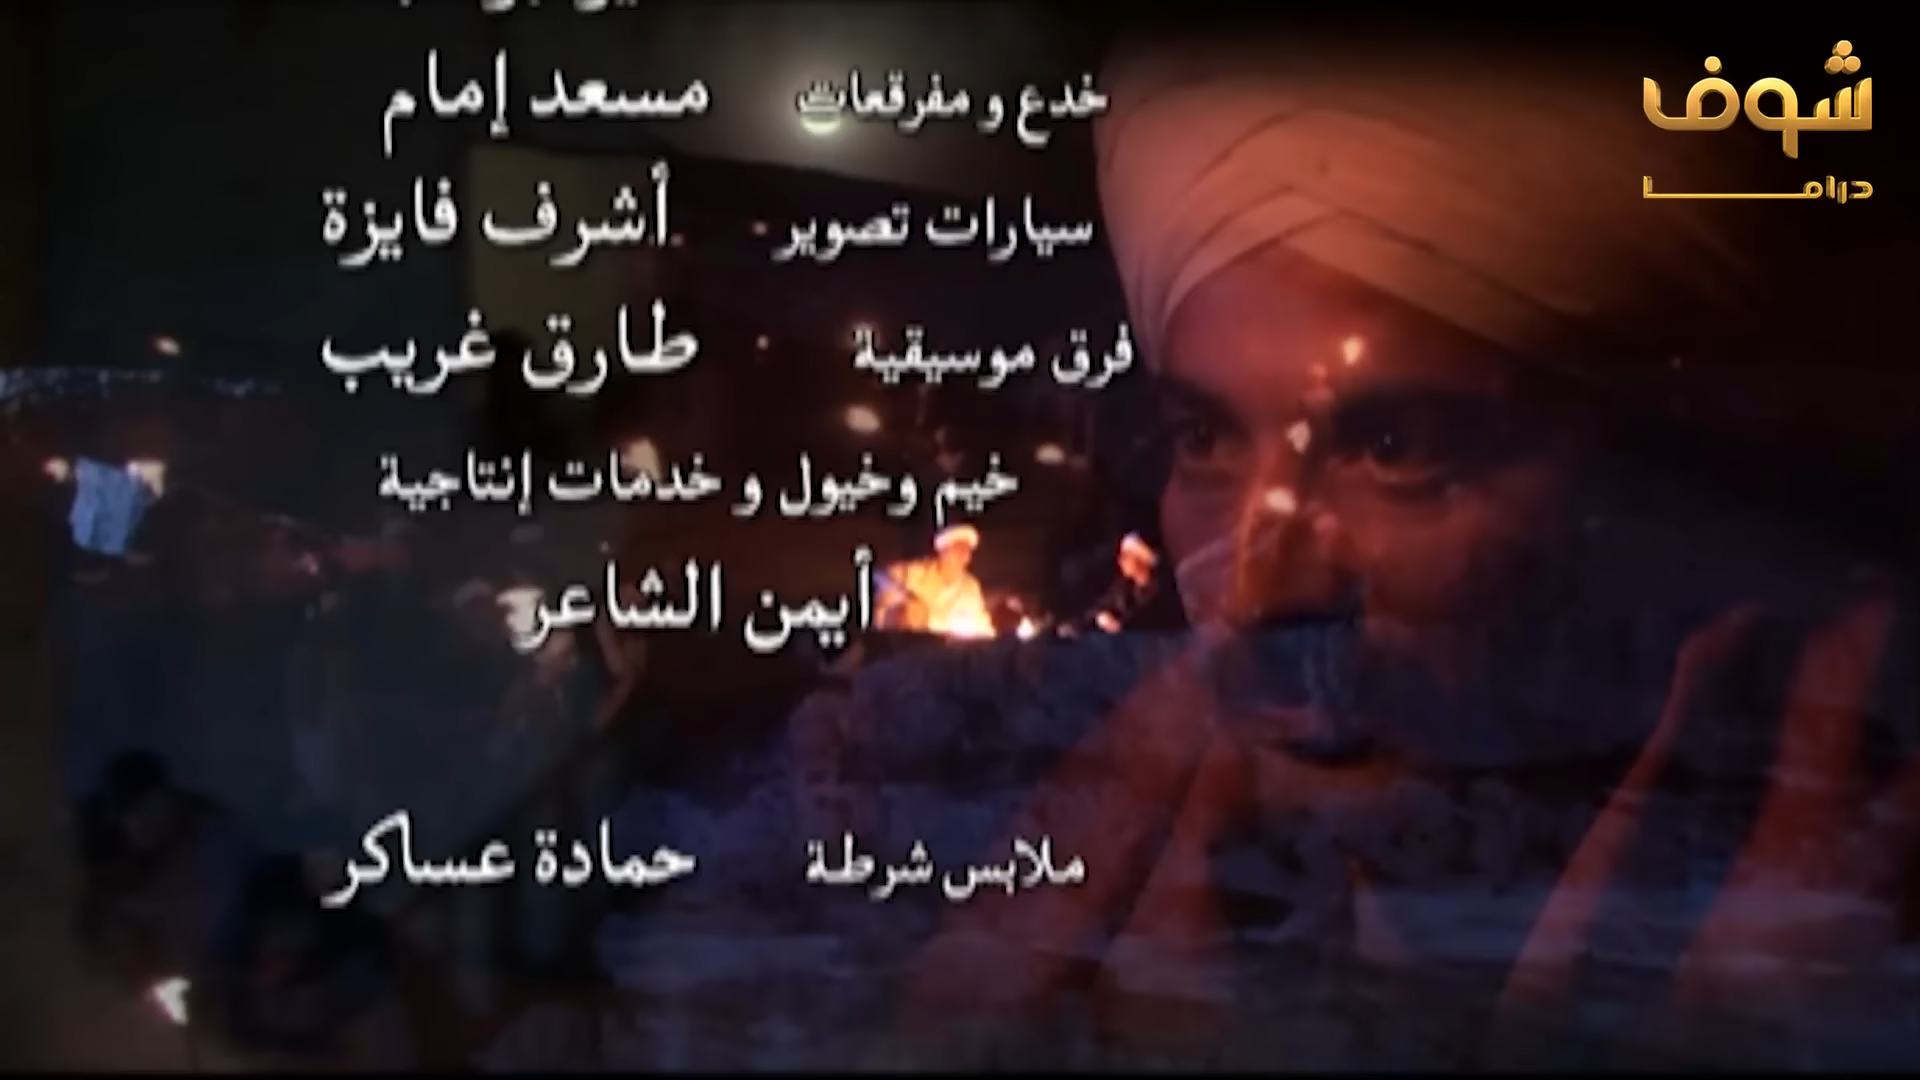 خدع و مفرقعات مسعد إمام
سيارات تصوير أشرف فايزة
فرق موسيقية طارق غريب
خيم وخيول و خدمات إنتاجية
أيمن الشاعر
ملابس شرطة حمادة عساكر
شوف
دراما